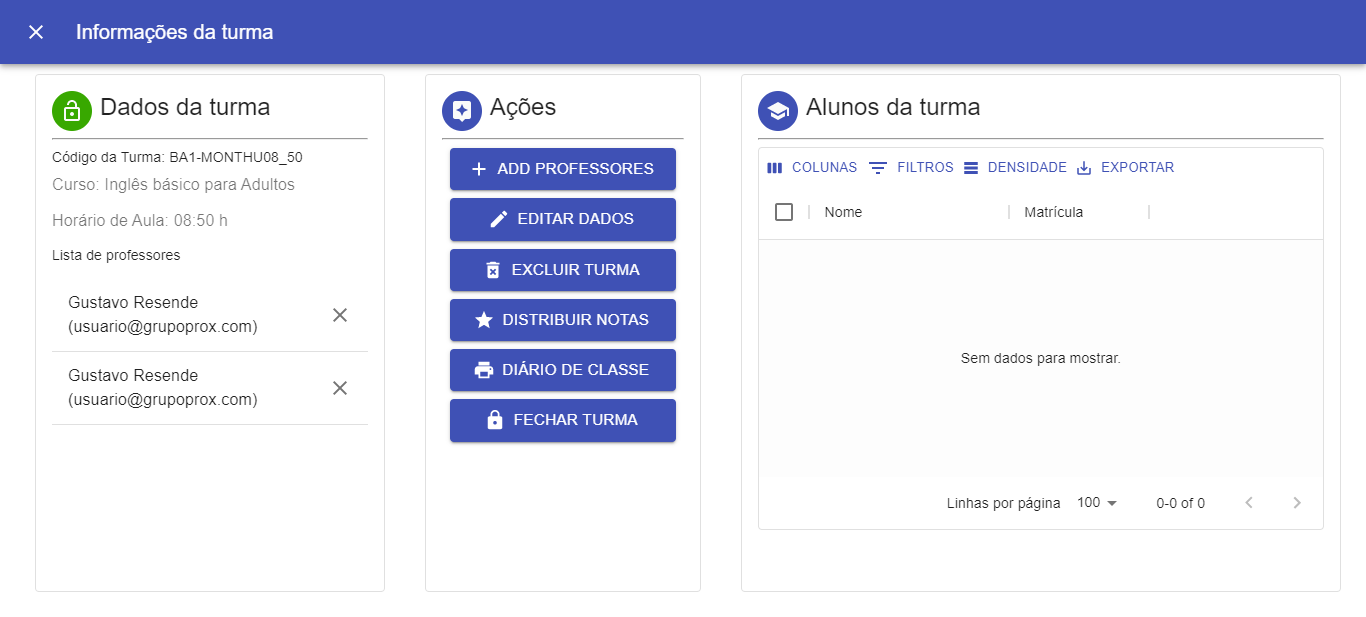 Informações da turma
Dados da turma
Código da Turma: BA1-MONTHU08_50
Curso: Inglês básico para Adultos
Horário de Aula: 08:50 h
Lista de professores
Gustavo Resende
(usuario@grupoprox.com)
Gustavo Resende
(usuario@grupoprox.com)
Ações
ADD PROFESSORES
EDITAR DADOS
EXCLUIR TURMA
DISTRIBUIR NOTAS
DIÁRIO DE CLASSE
FECHAR TURMA
Alunos da turma
COLUNAS FILTROS DENSIDADE EXPORTAR
Nome Matrícula
Sem dados para mostrar.
Linhas por página 100 0-0 of 0